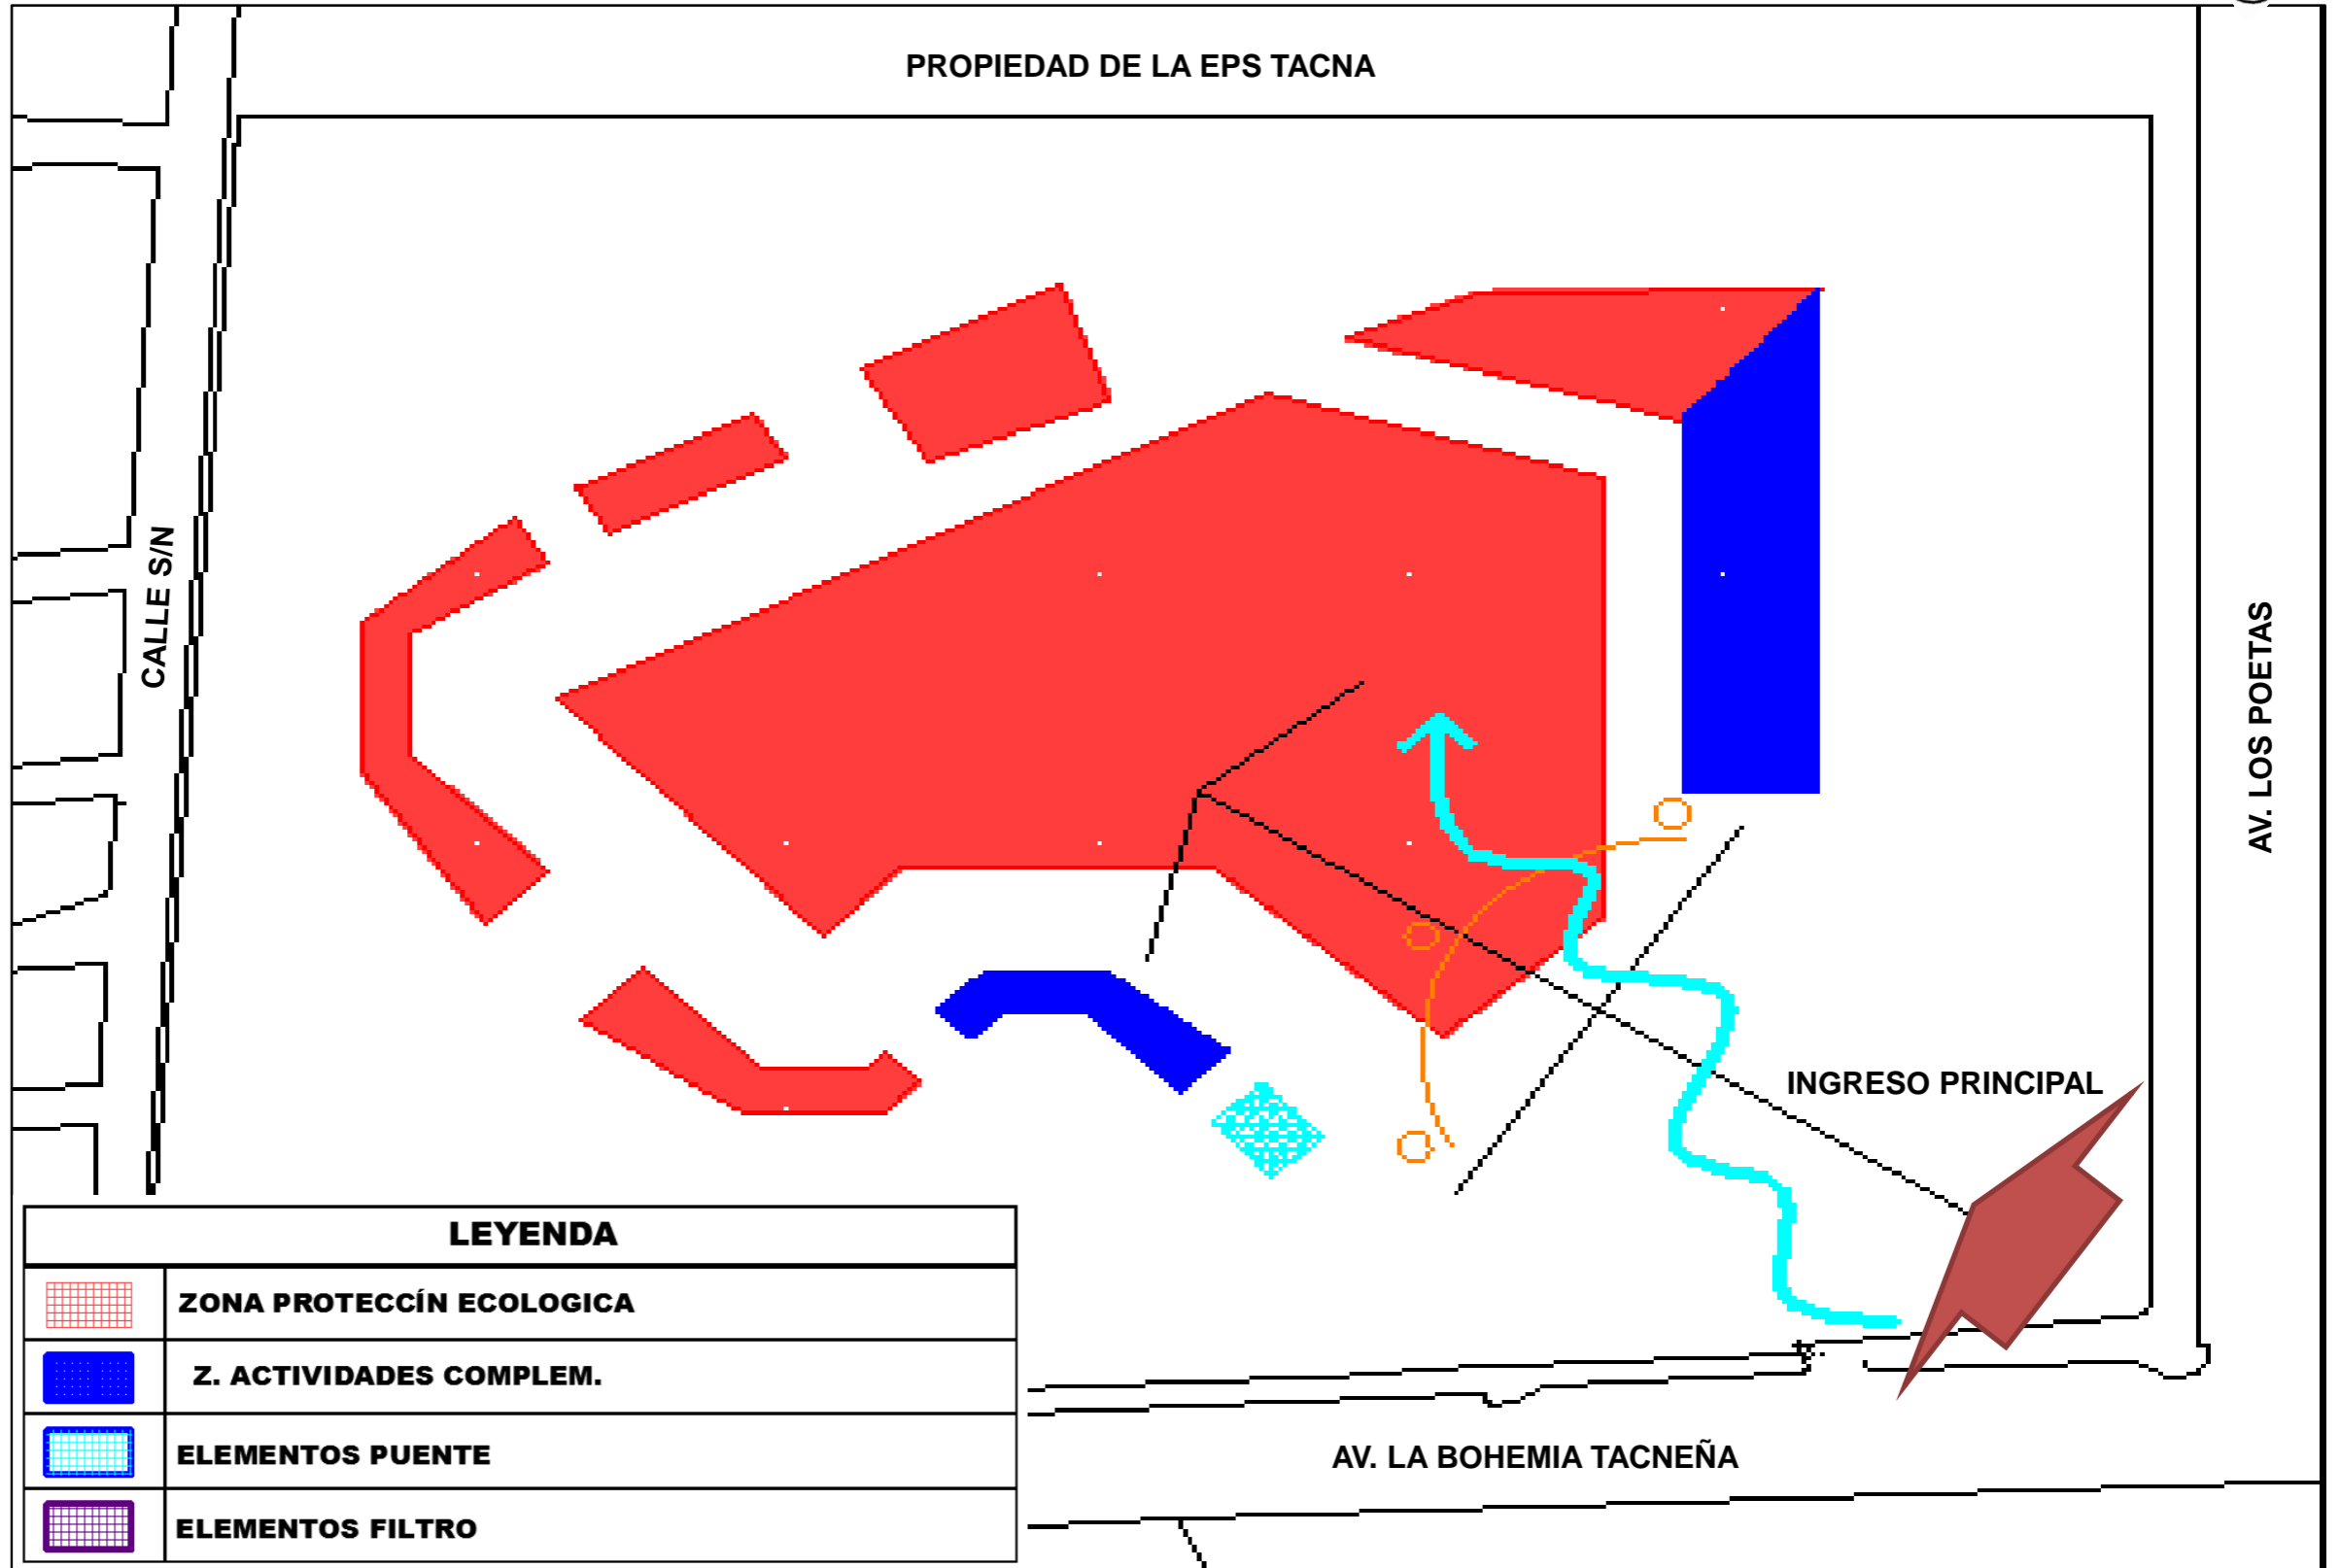 PROPIEDAD DE LA EPS TACNA
CALLE S/N
AV. LOS POETAS
INGRESO PRINCIPAL
LEYENDA
ZONA PROTECCÍN ECOLOGICA
Z. ACTIVIDADES COMPLEM.
ELEMENTOS PUENTE
ELEMENTOS FILTRO
AV. LA BOHEMIA TACNEÑA